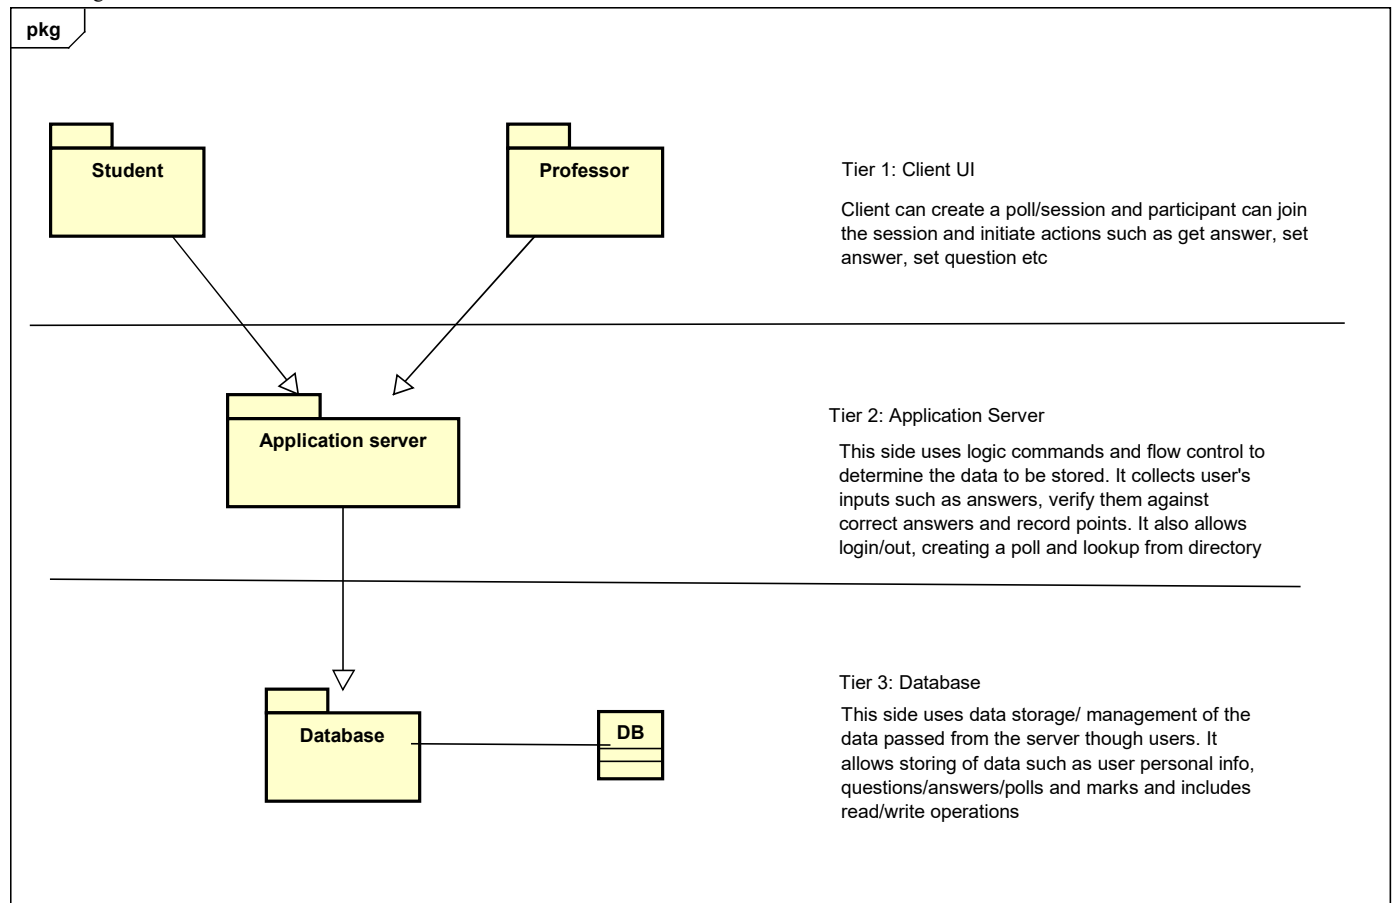 pkg
Student
Professor
Tier 1: Client UI
Client can create a poll/session and participant can join
the session and initiate actions such as get answer, set
answer, set question etc
Application server
Tier 2: Application Server
This side uses logic commands and flow control to
determine the data to be stored. It collects user's
inputs such as answers, verify them against
correct answers and record points. It also allows
login/out, creating a poll and lookup from directory
Database
DB
Tier 3: Database
This side uses data storage/ management of the
data passed from the server though users. It
allows storing of data such as user personal info,
questions/answers/polls and marks and includes
read/write operations